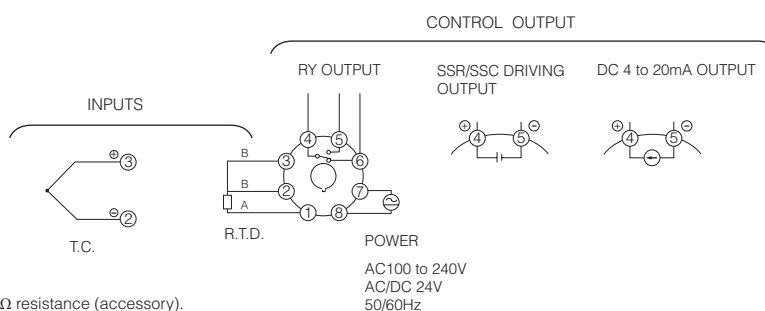 CONTROL OUTPUT
RY OUTPUT
SSR/SSC DRIVING
OUTPUT
DC 4 to 20mA OUTPUT
INPUTS
⊕ ③
⊖ ②
T.C.
B
B
A
R.T.D.
④ ⑤
③ ⑥
② ⑦
① ⑧
⊕ ④ ⑤ ⊖
⊕ ④ ⑤ ⊖
POWER
AC100 to 240V
AC/DC 24V
50/60Hz
Ω resistance (accessory).